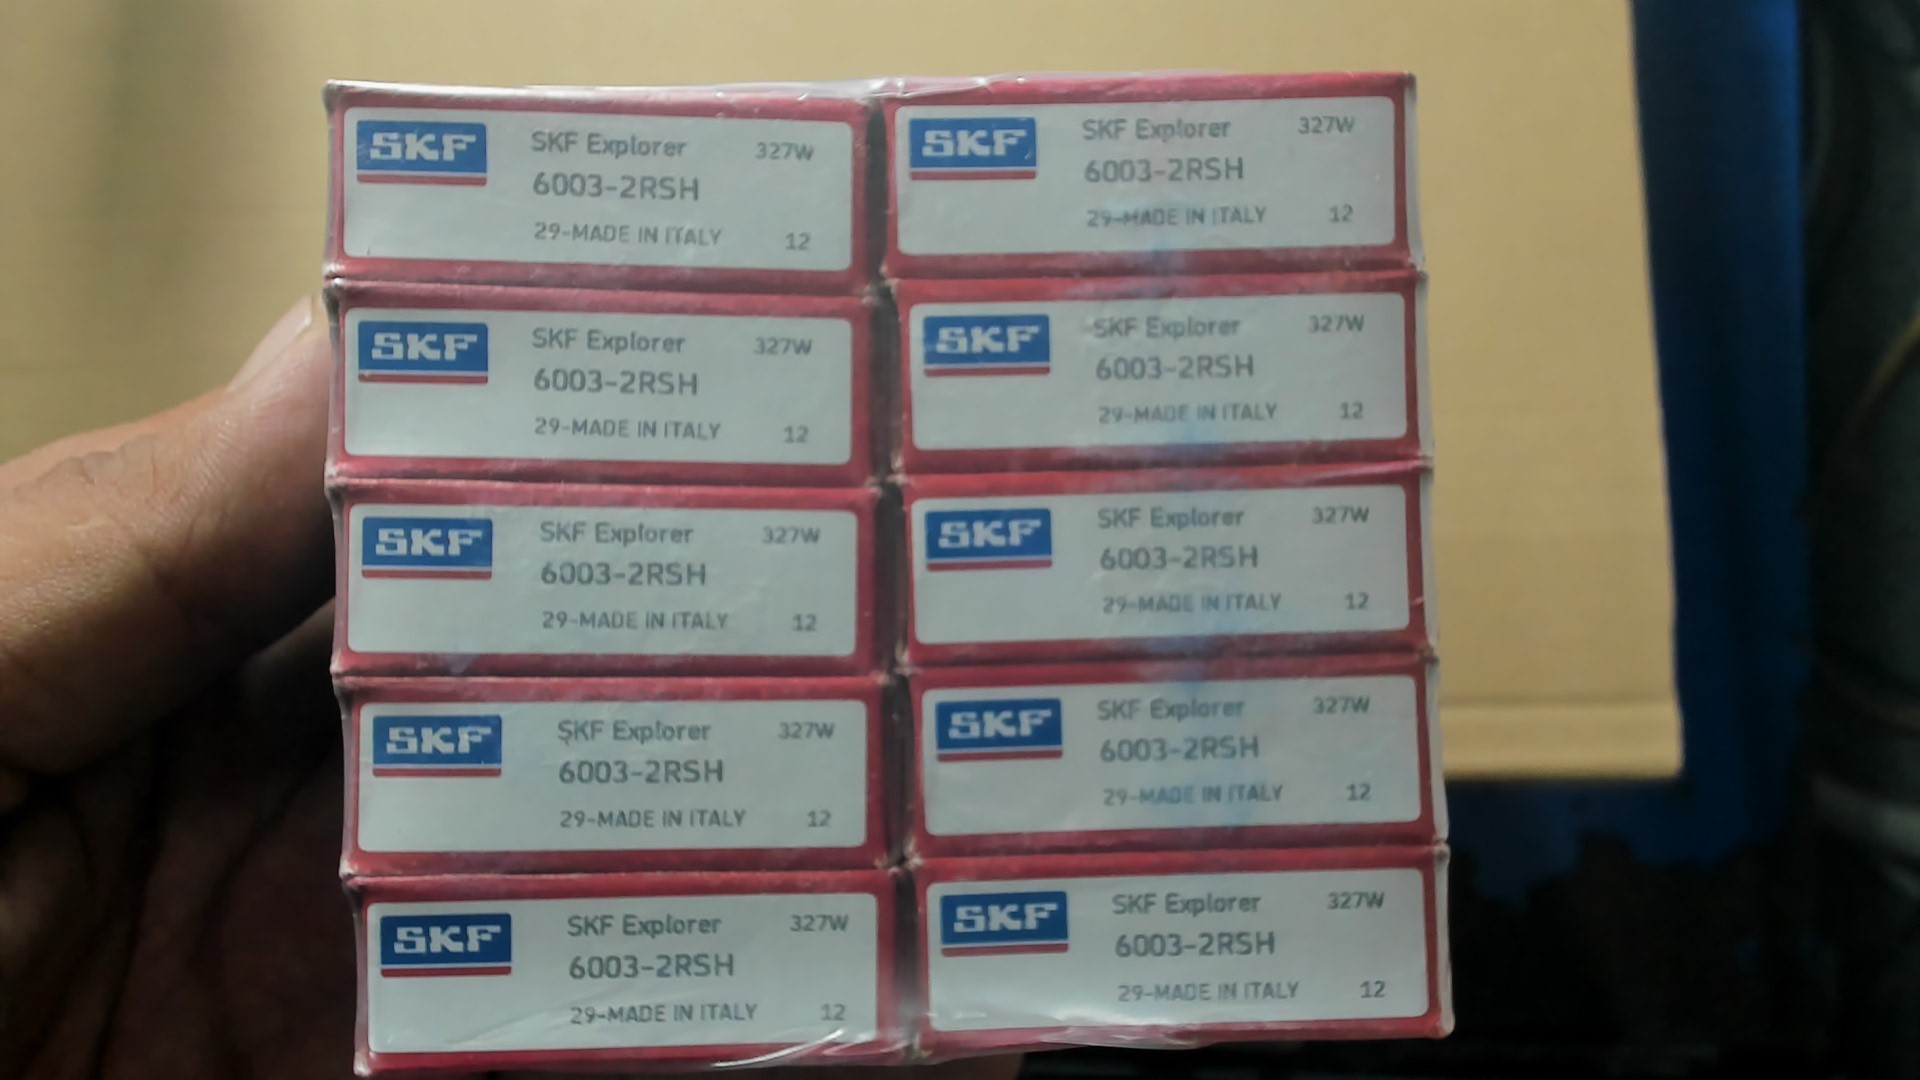 SKF
SKF Explorer 327W
6003-2RSH
29-MADE IN ITALY 12
SKF
SKF Explorer 327W
6003-2RSH
29-MADE IN ITALY 12
SKF
SKF Explorer 327W
6003-2RSH
29-MADE IN ITALY 12
SKF
SKF Explorer 327W
6003-2RSH
29-MADE IN ITALY 12
SKF
SKF Explorer 327W
6003-2RSH
29-MADE IN ITALY 12
SKF
SKF Explorer 327W
6003-2RSH
29-MADE IN ITALY 12
SKF
SKF Explorer 327W
6003-2RSH
29-MADE IN ITALY 12
SKF
SKF Explorer 327W
6003-2RSH
29-MADE IN ITALY 12
SKF
SKF Explorer 327W
6003-2RSH
29-MADE IN ITALY 12
SKF
SKF Explorer 327W
6003-2RSH
29-MADE IN ITALY 12